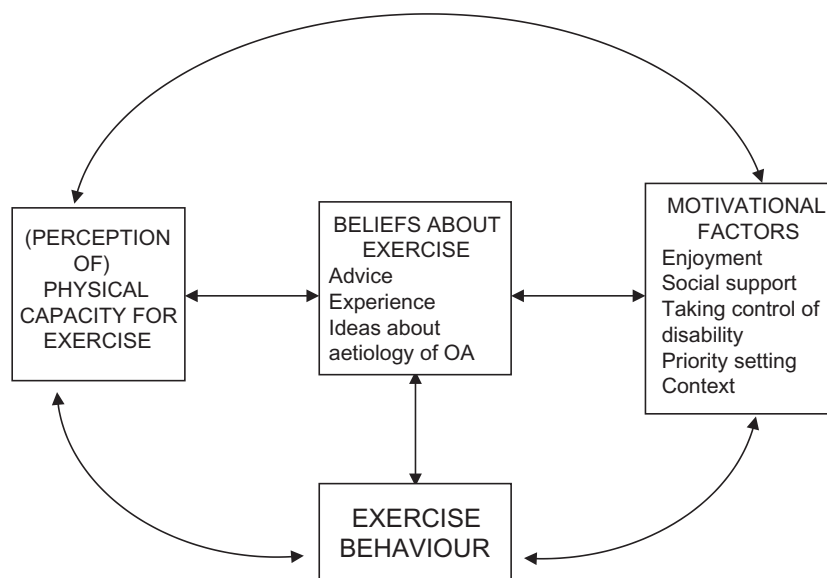 (PERCEPTION
OF)
PHYSICAL
CAPACITY FOR
EXERCISE
BELIEFS ABOUT
EXERCISE
Advice
Experience
Ideas about
aetiology of OA
MOTIVATIONAL
FACTORS
Enjoyment
Social support
Taking control of
disability
Priority setting
Context
EXERCISE
BEHAVIOUR